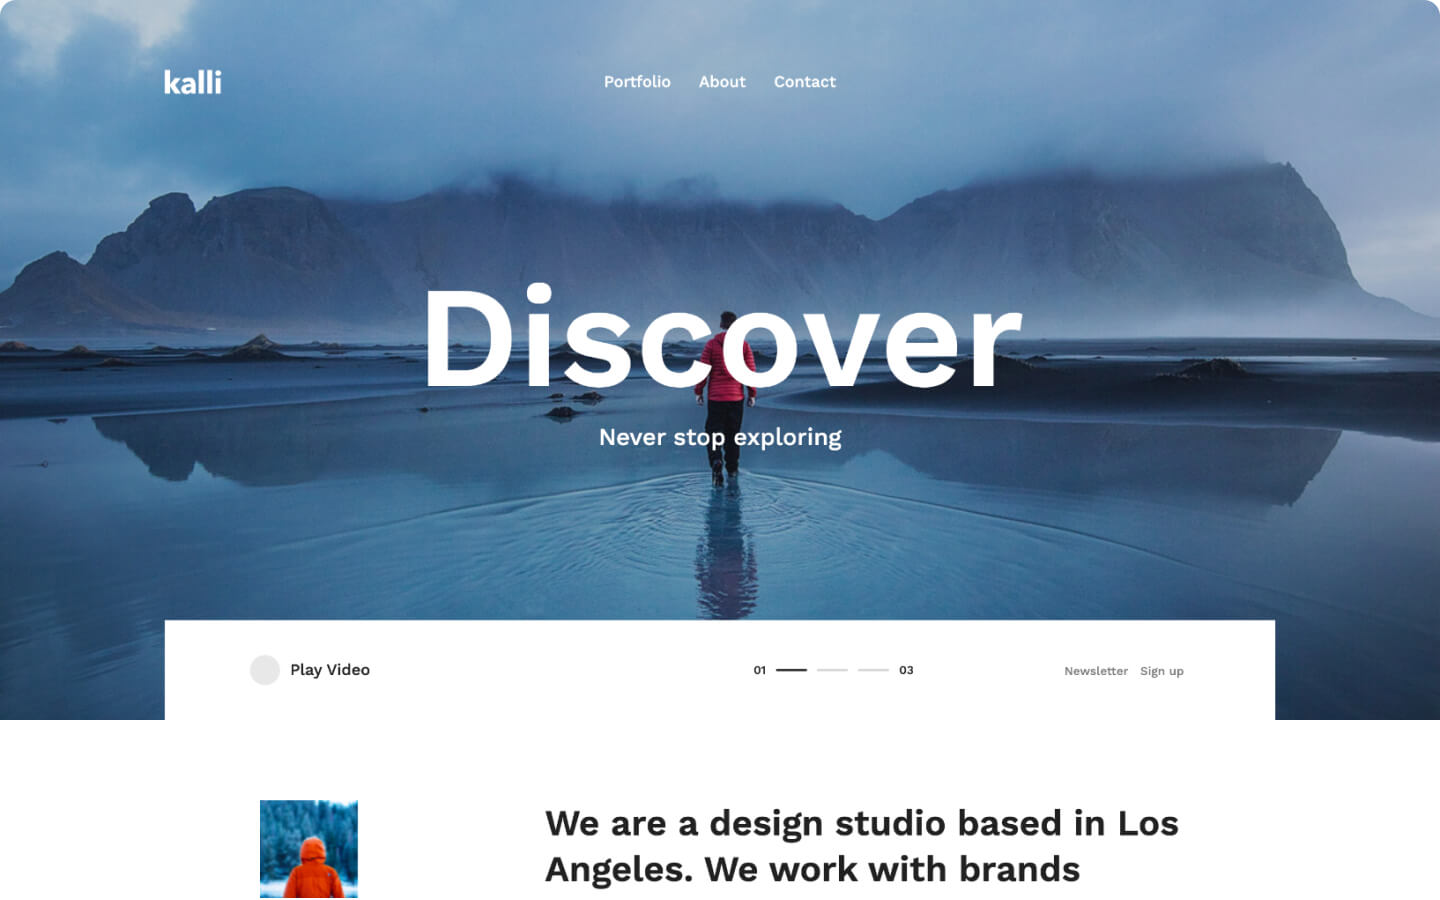 kalli
Portfolio About Contact
Discover
Never stop exploring
Play Video
01 03
Newsletter Sign up
We are a design studio based in Los
Angeles. We work with brands